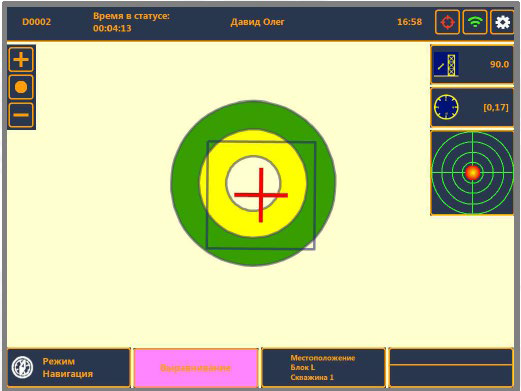 D0002
Время в статусе:
00:04:13
Давид Олег
16:58
90.0
[0,17]
Режим
Навигация
Выравнивание
Местоположение
Блок L
Скважина 1